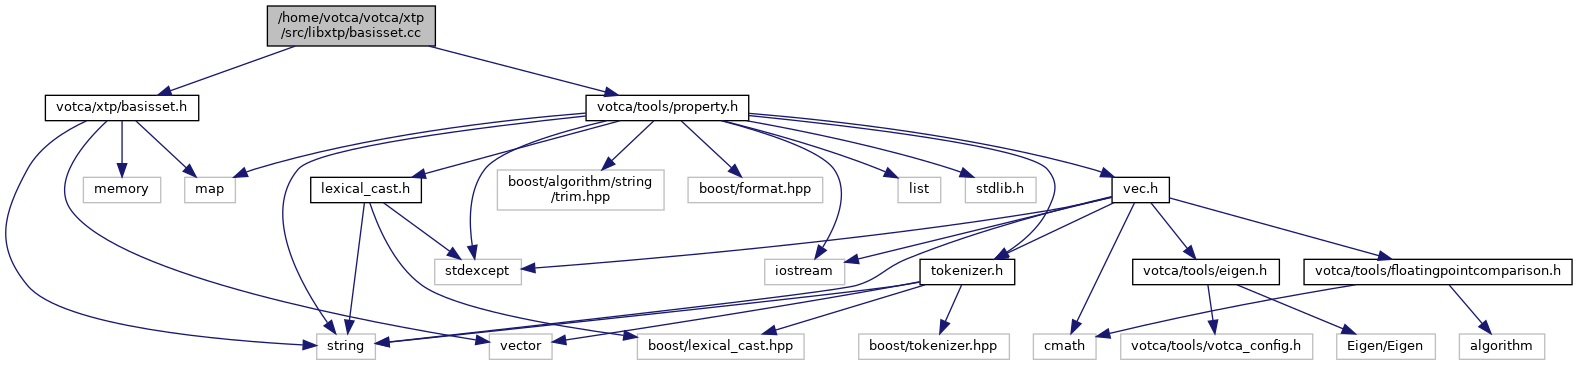 /home/votca/votca/xtp
/src/libxtp/basisset.cc
votca/xtp/basisset.h
votca/tools/property.h
memory
map
lexical_cast.h
boost/algorithm/string
/trim.hpp
boost/format.hpp
list
stdlib.h
vec.h
stdexcept
iostream
tokenizer.h
votca/tools/eigen.h
votca/tools/floatingpointcomparison.h
string
vector
boost/lexical_cast.hpp
boost/tokenizer.hpp
cmath
votca/tools/votca_config.h
Eigen/Eigen
algorithm